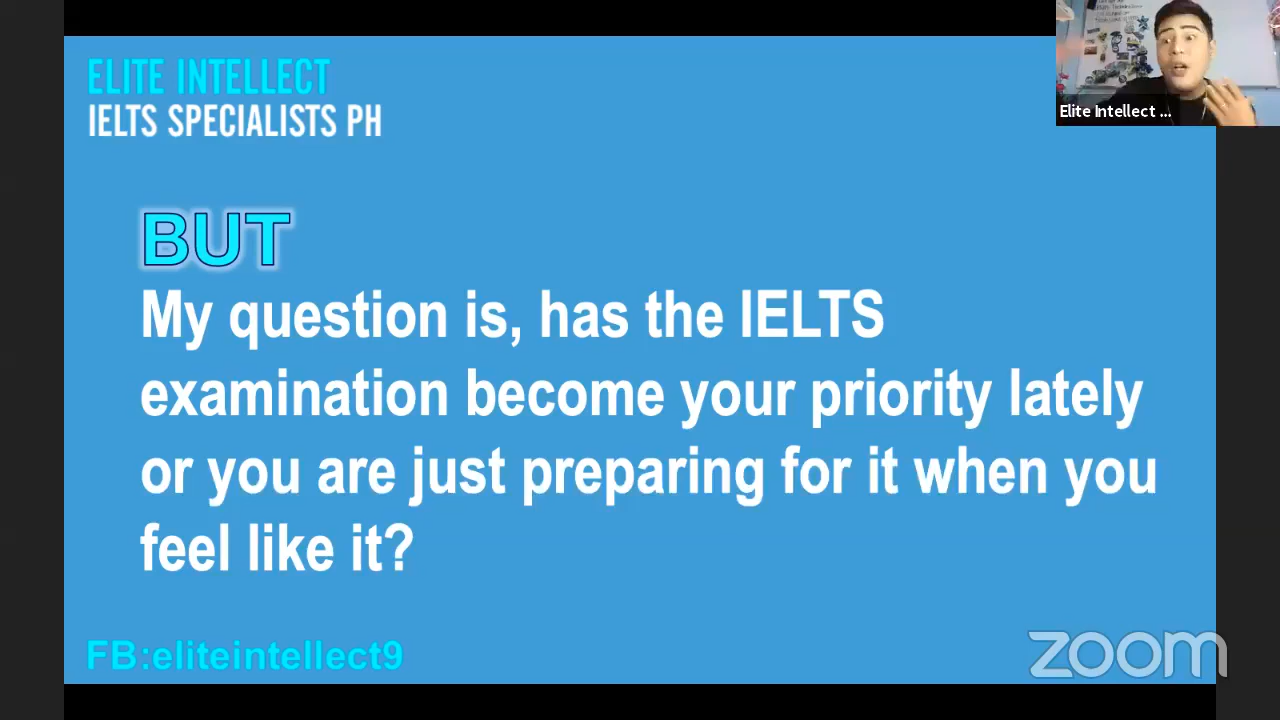 ELITE INTELLECT
IELTS SPECIALISTS PH
Elite Intellect ...
BUT
My question is, has the IELTS
examination become your priority lately
or you are just preparing for it when you
feel like it?
FB:eliteintellect9
zoom